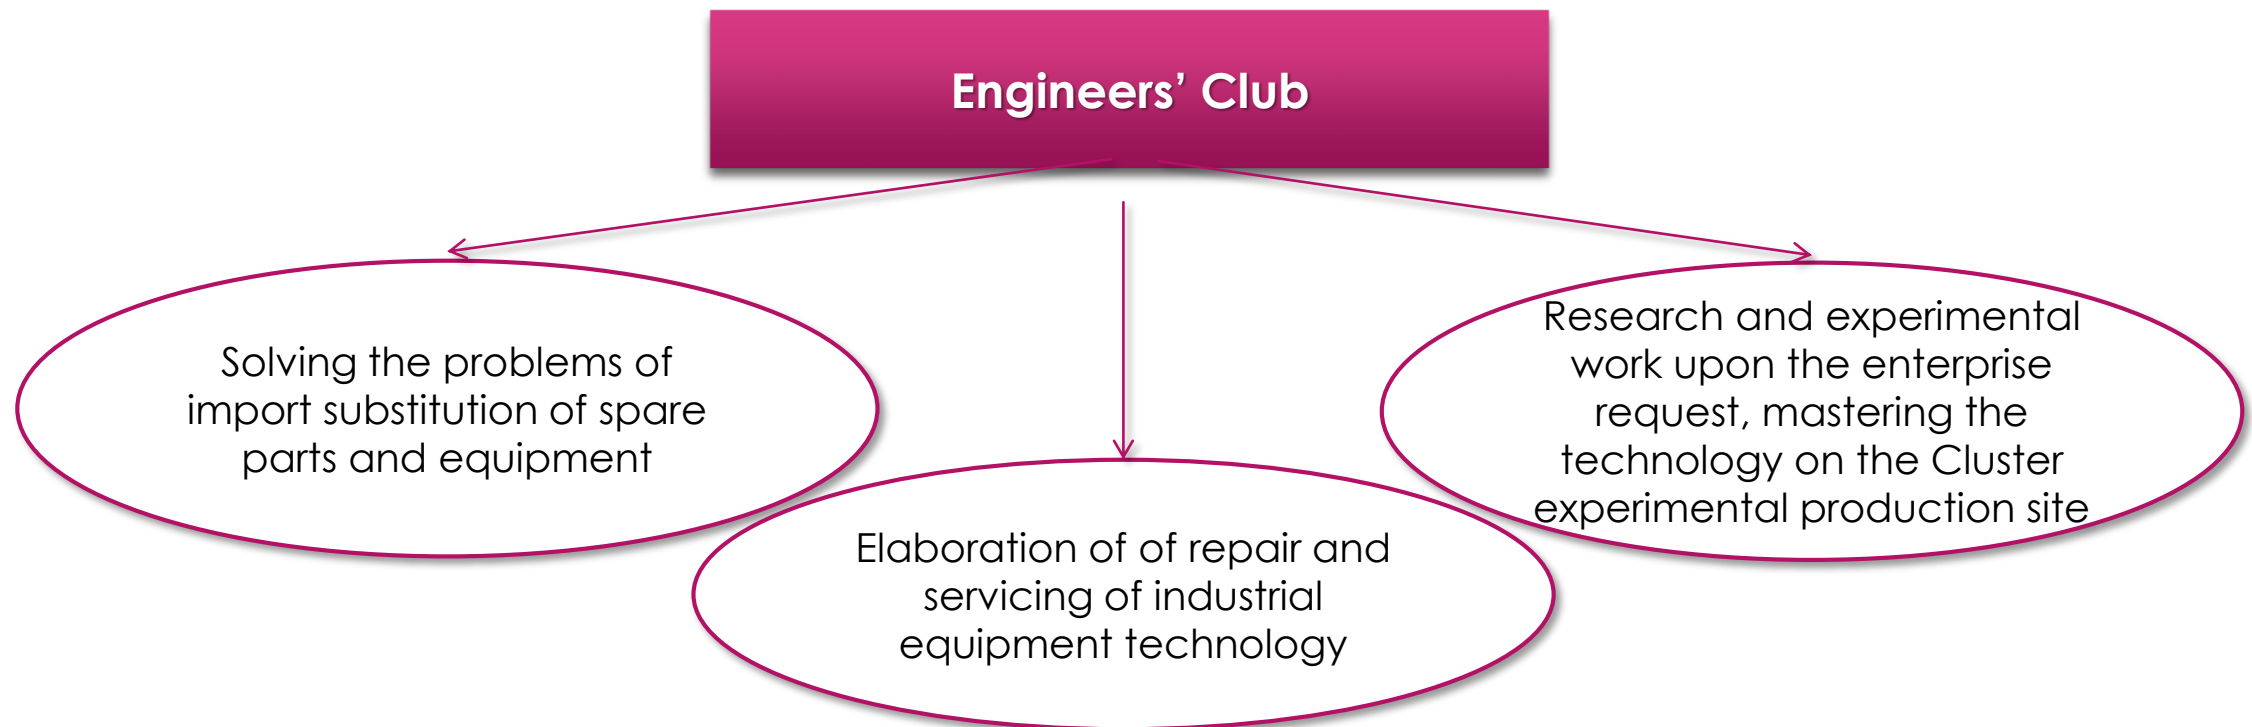 Engineers’ Club
Solving the problems of
import substitution of spare
parts and equipment
Elaboration of of repair and
servicing of industrial
equipment technology
Research and experimental
work upon the enterprise
request, mastering the
technology on the Cluster
experimental production site